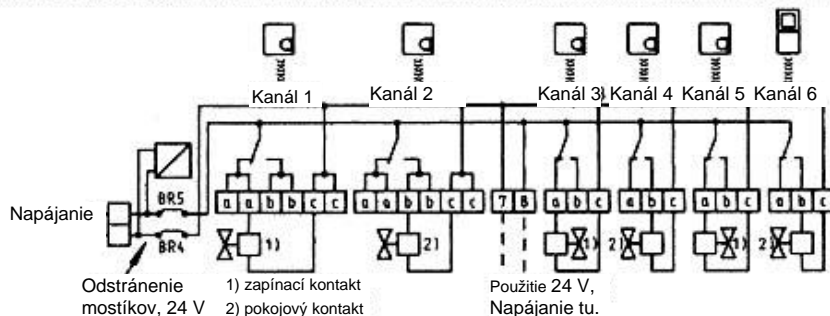 Kanál 1
Kanál 2
Kanál 3
Kanál 4
Kanál 5
Kanál 6
BR5
Napájanie
BR4
a a b b c c
a a b b c c
7 8
a b c
a b c
a b c
a b c
1)
2)
1)
2)
1)
2)
Odstránenie
mostíkov, 24 V
1) zapínací kontakt
2) pokojový kontakt
Použitie 24 V,
Napájanie tu.